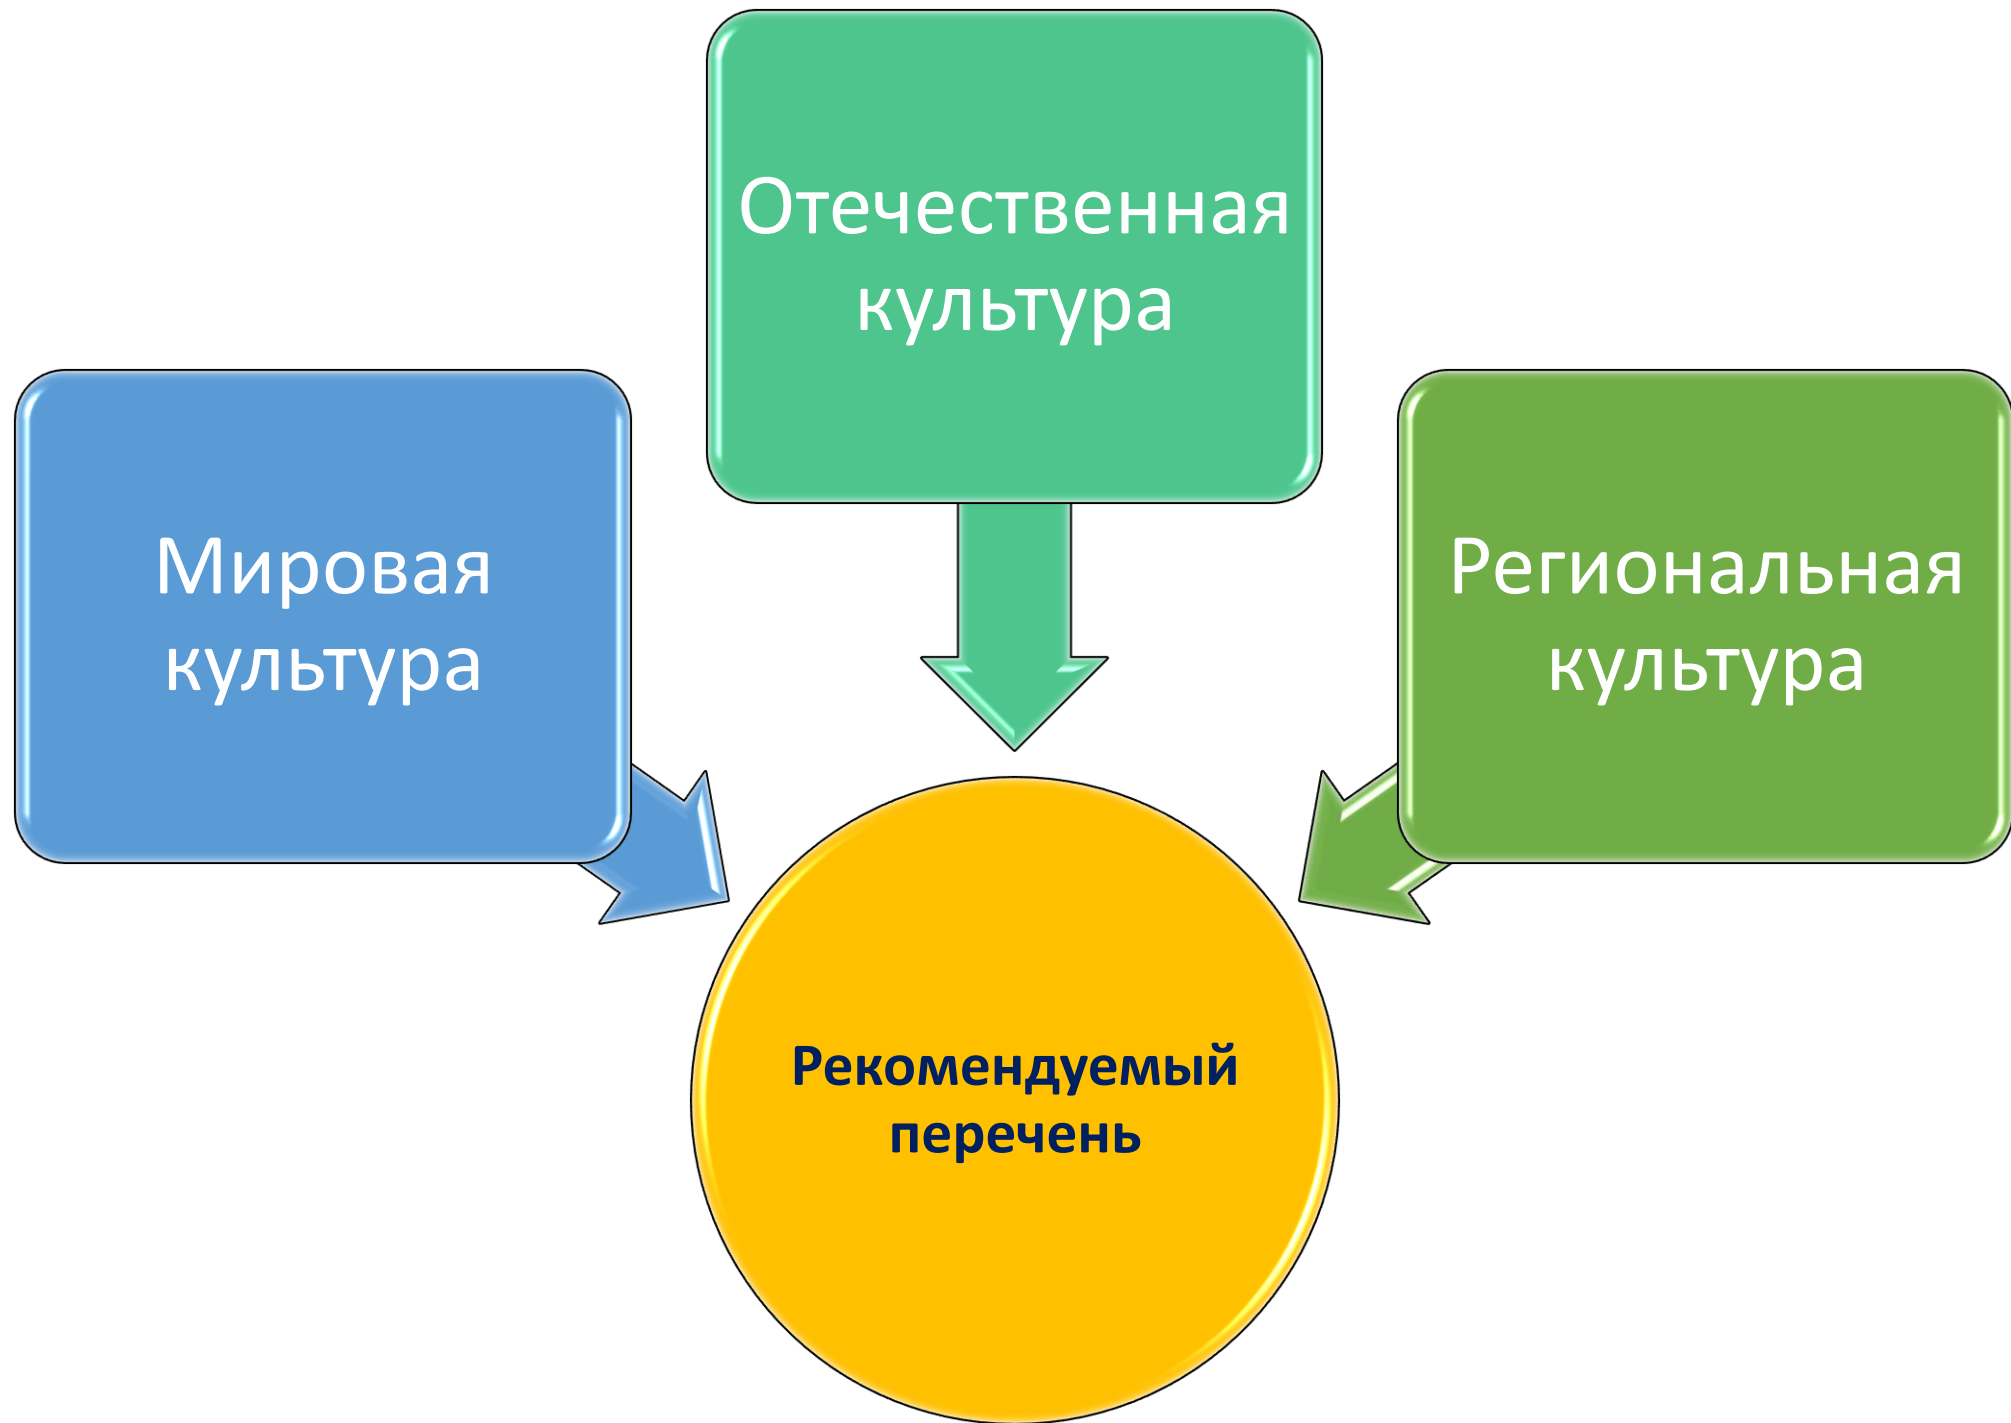 Отечественная
культура
Мировая
культура
Региональная
культура
Рекомендуемый
перечень